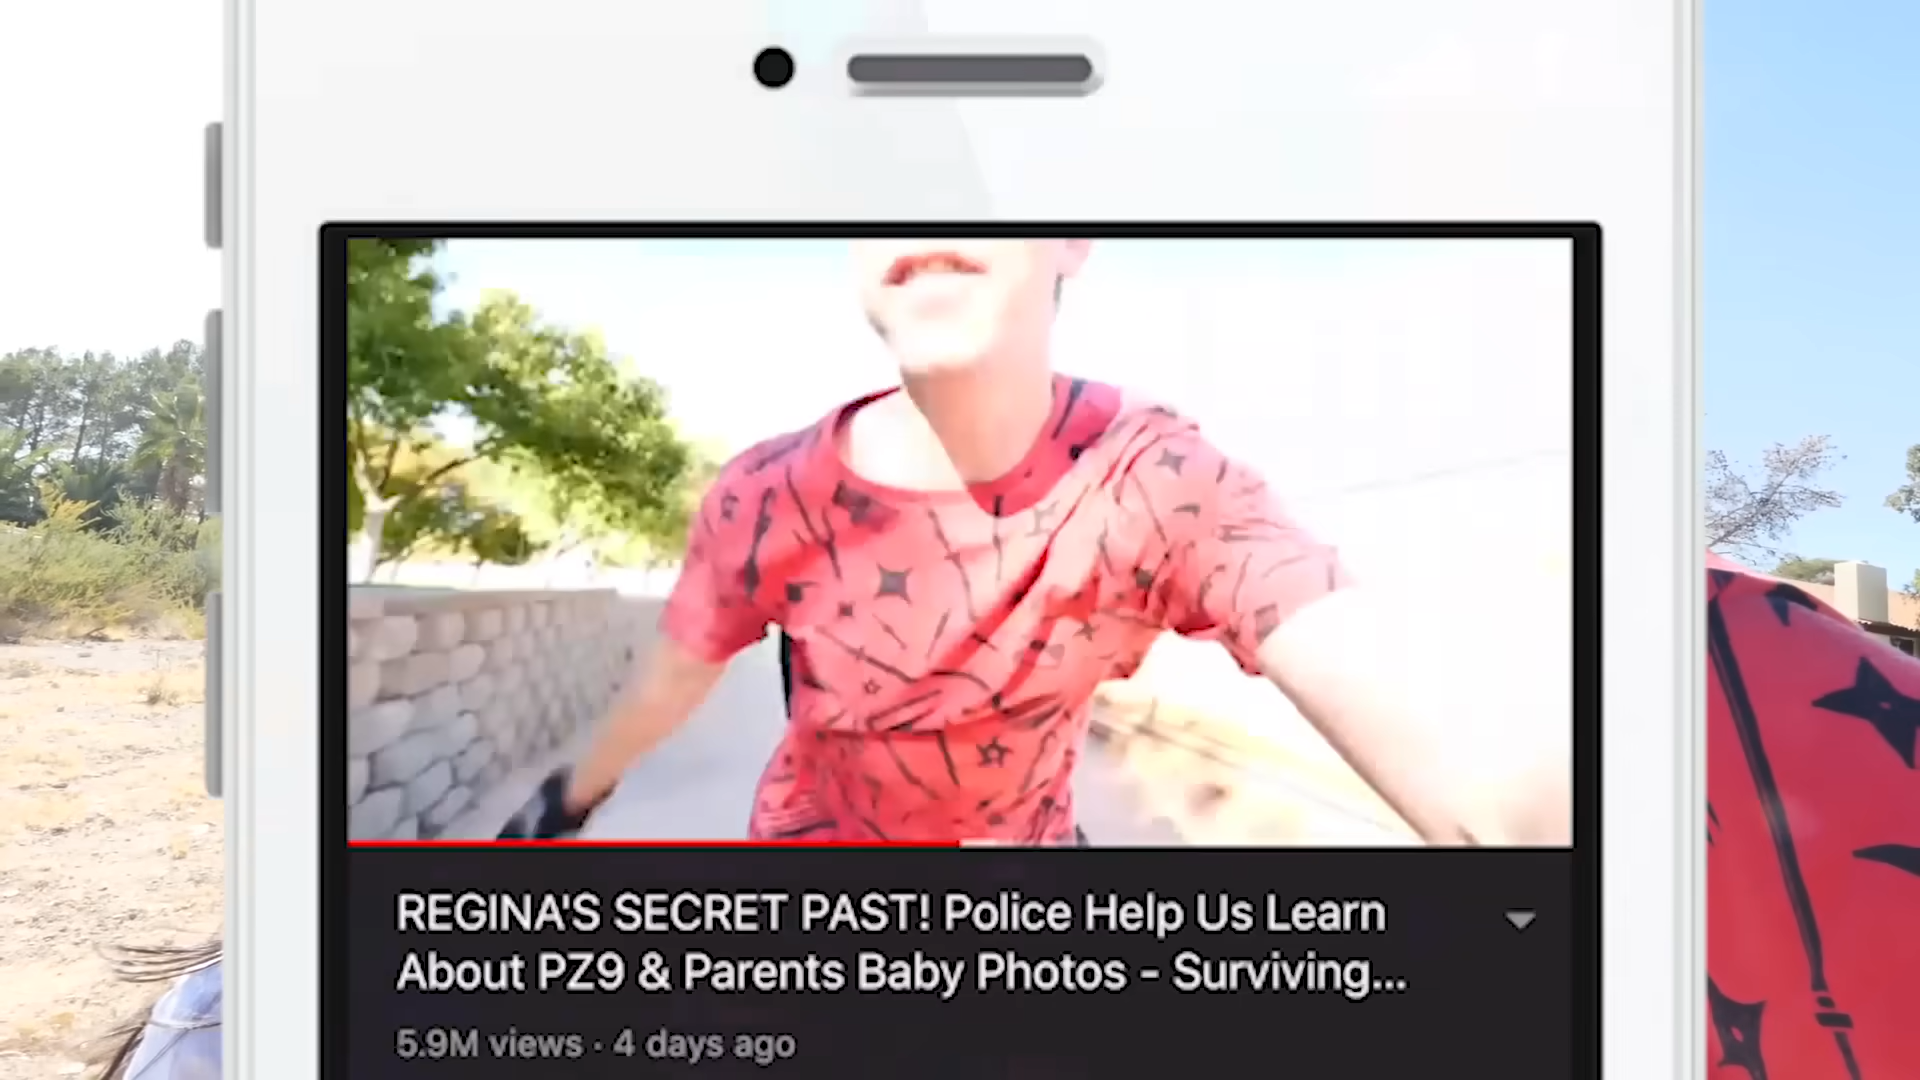 REGINA'S SECRET PAST! Police Help Us Learn
About PZ9 & Parents Baby Photos - Surviving...
5.9M views · 4 days ago